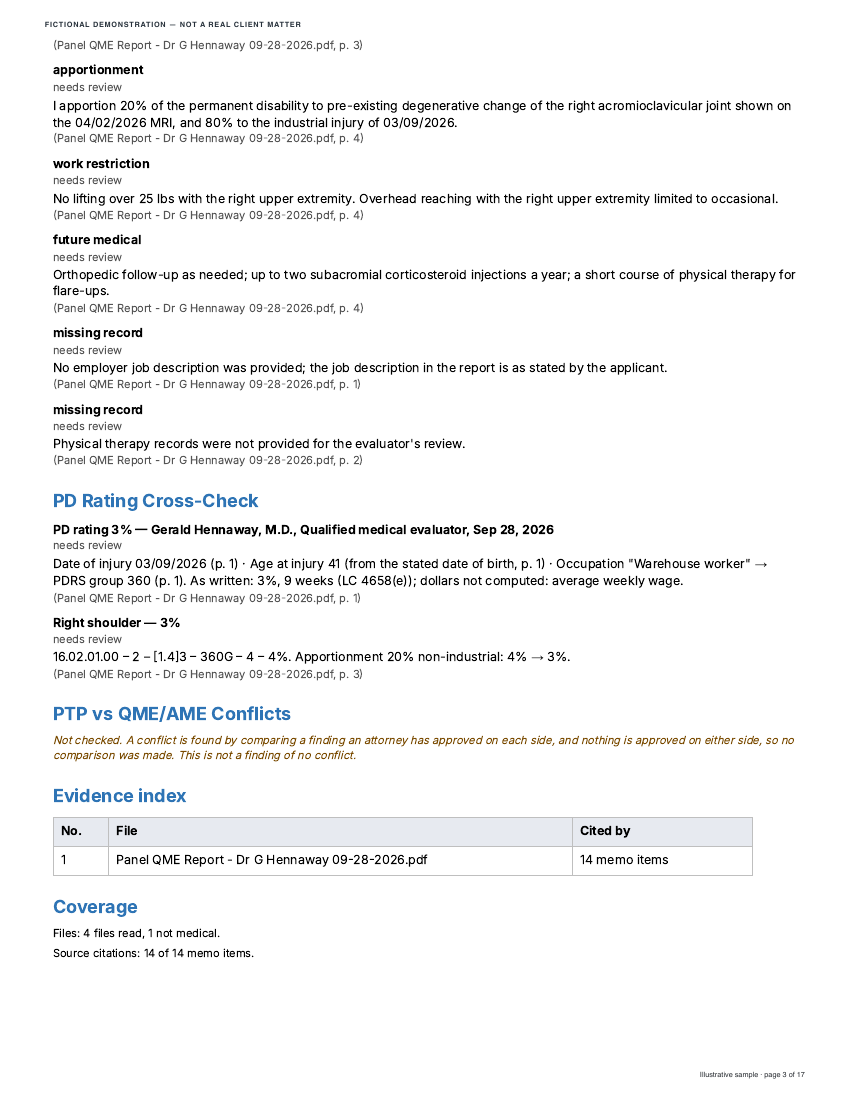 FICTIONAL DEMONSTRATION — NOT A REAL CLIENT MATTER
(Panel QME Report - Dr G Hennaway 09-28-2026.pdf, p. 3)
apportionment
needs review
I apportion 20% of the permanent disability to pre-existing degenerative change of the right acromioclavicular joint shown on
the 04/02/2026 MRI, and 80% to the industrial injury of 03/09/2026.
(Panel QME Report - Dr G Hennaway 09-28-2026.pdf, p. 4)
work restriction
needs review
No lifting over 25 lbs with the right upper extremity. Overhead reaching with the right upper extremity limited to occasional.
(Panel QME Report - Dr G Hennaway 09-28-2026.pdf, p. 4)
future medical
needs review
Orthopedic follow-up as needed; up to two subacromial corticosteroid injections a year; a short course of physical therapy for
flare-ups.
(Panel QME Report - Dr G Hennaway 09-28-2026.pdf, p. 4)
missing record
needs review
No employer job description was provided; the job description in the report is as stated by the applicant.
(Panel QME Report - Dr G Hennaway 09-28-2026.pdf, p. 1)
missing record
needs review
Physical therapy records were not provided for the evaluator's review.
(Panel QME Report - Dr G Hennaway 09-28-2026.pdf, p. 2)
PD Rating Cross-Check
PD rating 3% — Gerald Hennaway, M.D., Qualified medical evaluator, Sep 28, 2026
needs review
Date of injury 03/09/2026 (p. 1) · Age at injury 41 (from the stated date of birth, p. 1) · Occupation "Warehouse worker" →
PDRS group 360 (p. 1). As written: 3%, 9 weeks (LC 4658(e)); dollars not computed: average weekly wage.
(Panel QME Report - Dr G Hennaway 09-28-2026.pdf, p. 1)
Right shoulder — 3%
needs review
16.02.01.00 – 2 – [1.4]3 – 360G – 4 – 4%. Apportionment 20% non-industrial: 4% → 3%.
(Panel QME Report - Dr G Hennaway 09-28-2026.pdf, p. 3)
PTP vs QME/AME Conflicts
Not checked. A conflict is found by comparing a finding an attorney has approved on each side, and nothing is approved on either side, so no
comparison was made. This is not a finding of no conflict.
Evidence index
No. File Cited by
1 Panel QME Report - Dr G Hennaway 09-28-2026.pdf 14 memo items
Coverage
Files: 4 files read, 1 not medical.
Source citations: 14 of 14 memo items.
Illustrative sample · page 3 of 17